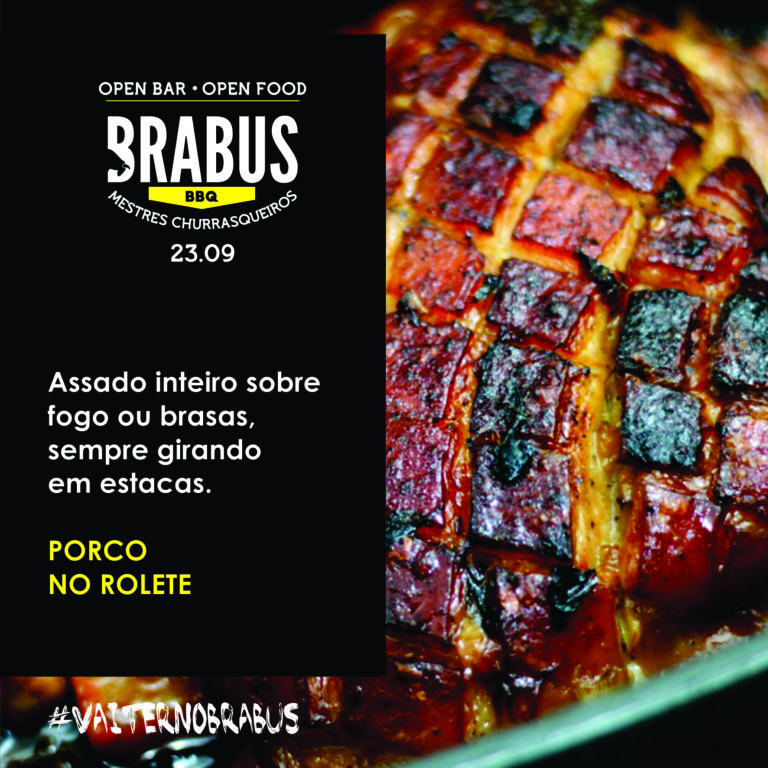 OPEN BAR • OPEN FOOD
BRABUS
BBQ
MESTRES CHURRASQUEIROS
23.09
Assado inteiro sobre
fogo ou brasas,
sempre girando
em estacas.
PORCO
NO ROLETE
#VAITERNOBRABUS